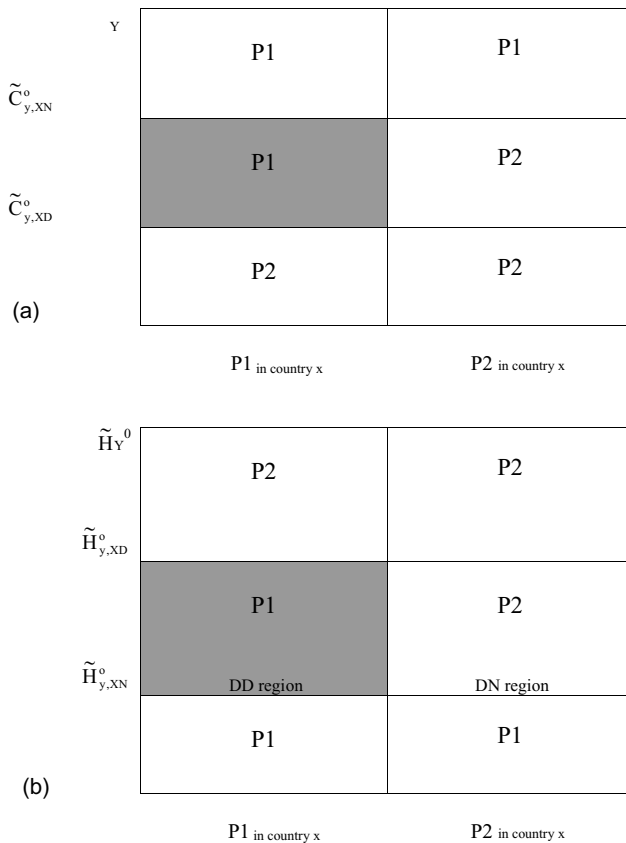 Y
P1 P1
C̃°y,XN
P1 P2
C̃°y,XD
P2 P2
(a)
P1 in country x P2 in country x
H̃Y⁰
P2 P2
H̃°y,XD
P1 P2
H̃°y,XN
DD region DN region
P1 P1
(b)
P1 in country x P2 in country x